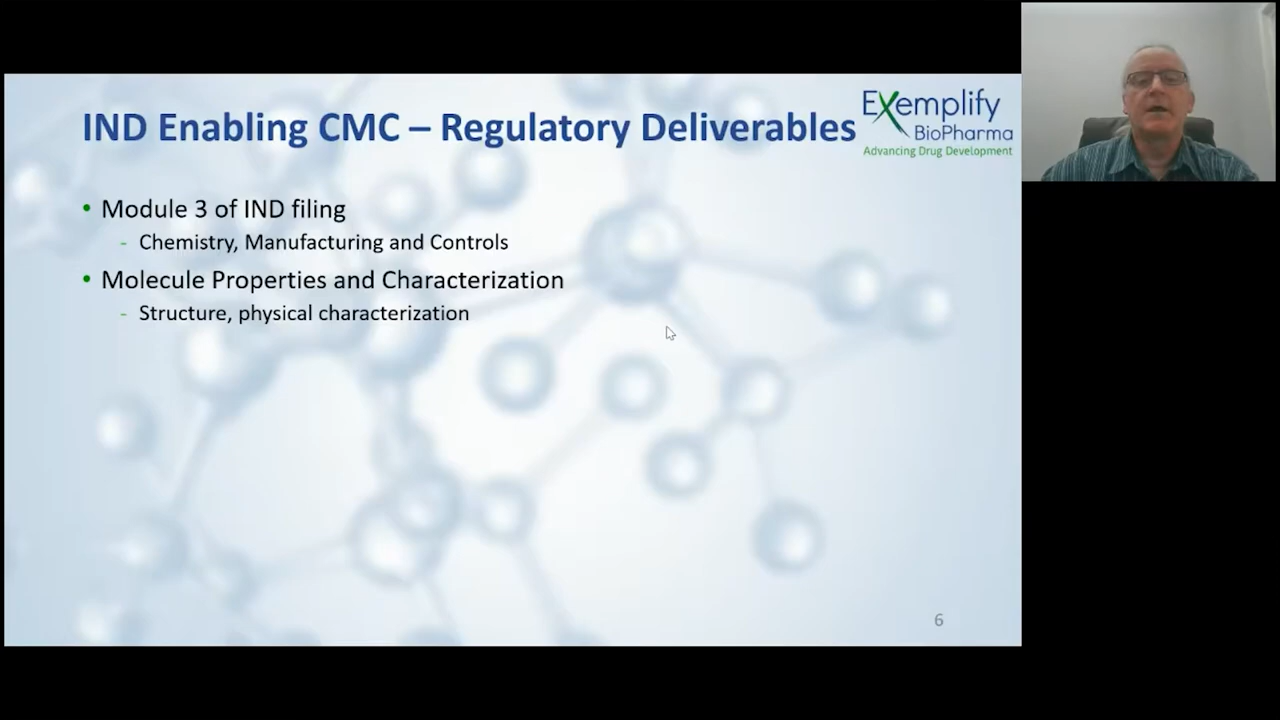 IND Enabling CMC – Regulatory Deliverables
Exemplify
BioPharma
Advancing Drug Development
• Module 3 of IND filing
- Chemistry, Manufacturing and Controls
• Molecule Properties and Characterization
- Structure, physical characterization
6